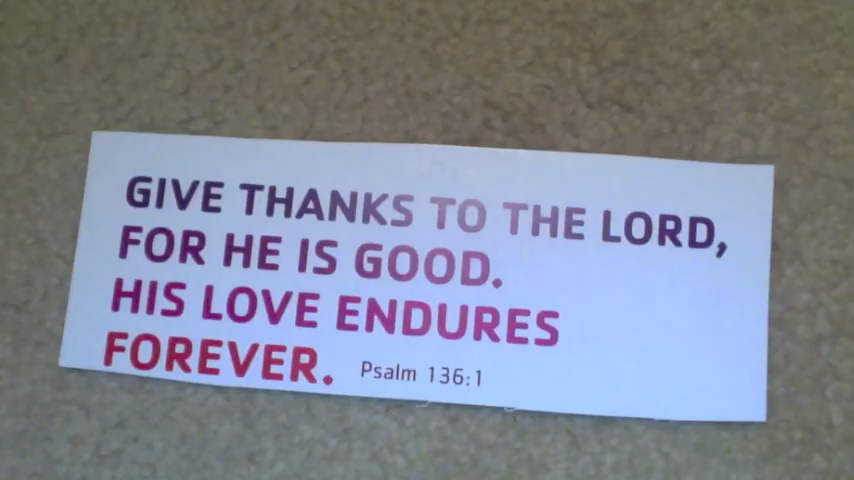 GIVE THANKS TO THE LORD,
FOR HE IS GOOD.
HIS LOVE ENDURES
FOREVER. Psalm 136:1